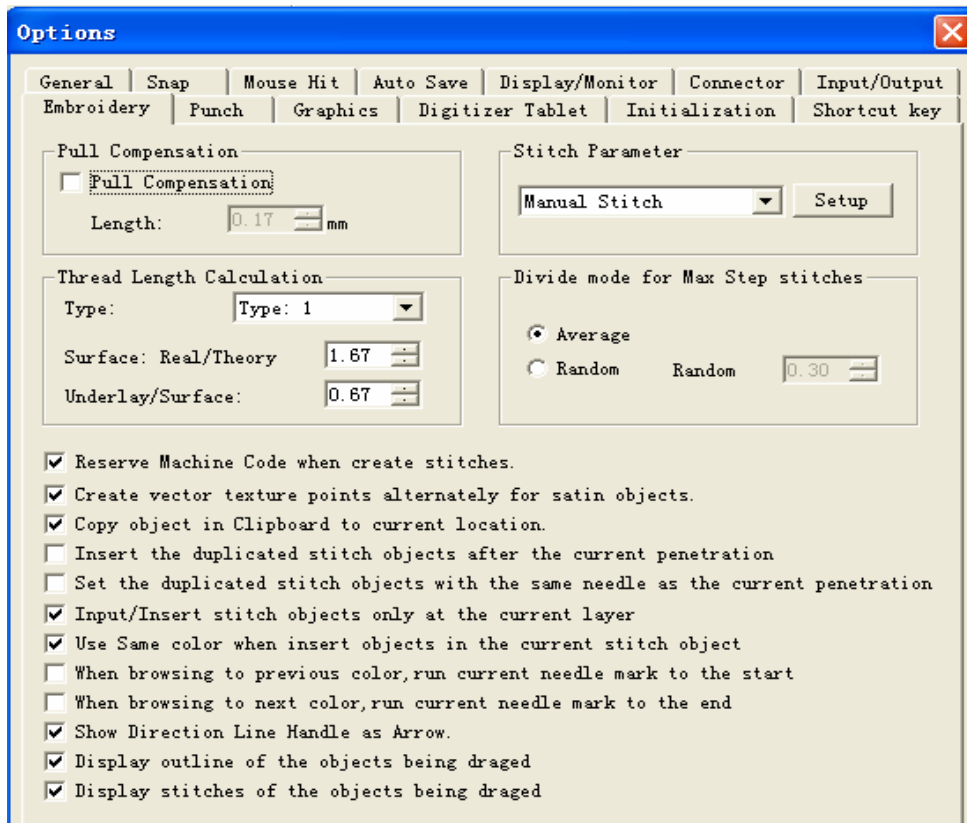 Options
General Snap Mouse Hit Auto Save Display/Monitor Connector Input/Output
Embroidery Punch Graphics Digitizer Tablet Initialization Shortcut key
Pull Compensation
Pull Compensation
Length: 0.17 mm
Stitch Parameter
Manual Stitch Setup
Thread Length Calculation
Type: Type: 1
Surface: Real/Theory 1.67
Underlay/Surface: 0.67
Divide mode for Max Step stitches
Average
Random Random 0.30
Reserve Machine Code when create stitches.
Create vector texture points alternately for satin objects.
Copy object in Clipboard to current location.
Insert the duplicated stitch objects after the current penetration
Set the duplicated stitch objects with the same needle as the current penetration
Input/Insert stitch objects only at the current layer
Use Same color when insert objects in the current stitch object
When browsing to previous color,run current needle mark to the start
When browsing to next color,run current needle mark to the end
Show Direction Line Handle as Arrow.
Display outline of the objects being draged
Display stitches of the objects being draged